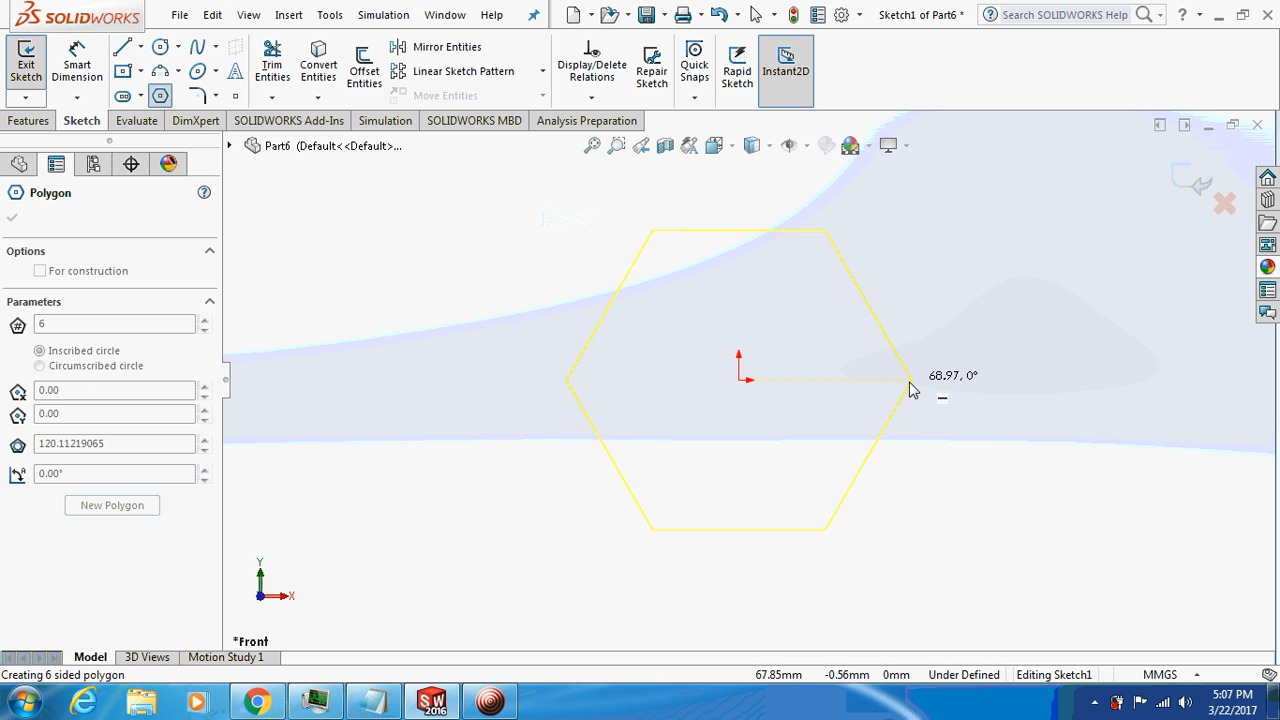 SOLIDWORKS File Edit View Insert Tools Simulation Window Help Sketch1 of Part6 * Search SOLIDWORKS Help ?
Exit Sketch
Smart Dimension
Trim Entities
Convert Entities
Offset Entities
Mirror Entities
Linear Sketch Pattern
Move Entities
Display/Delete Relations
Repair Sketch
Quick Snaps
Rapid Sketch
Instant2D
Features Sketch Evaluate DimXpert SOLIDWORKS Add-Ins Simulation SOLIDWORKS MBD Analysis Preparation
Part6 (Default<<Default>...
Polygon ?
Options
For construction
Parameters
6
Inscribed circle
Circumscribed circle
0.00
0.00
120.11219065
0.00°
New Polygon
68.97, 0°
Y
X
*Front
Model 3D Views Motion Study 1
Creating 6 sided polygon 67.85mm -0.56mm 0mm Under Defined Editing Sketch1 MMGS
SW 2016
5:07 PM
3/22/2017